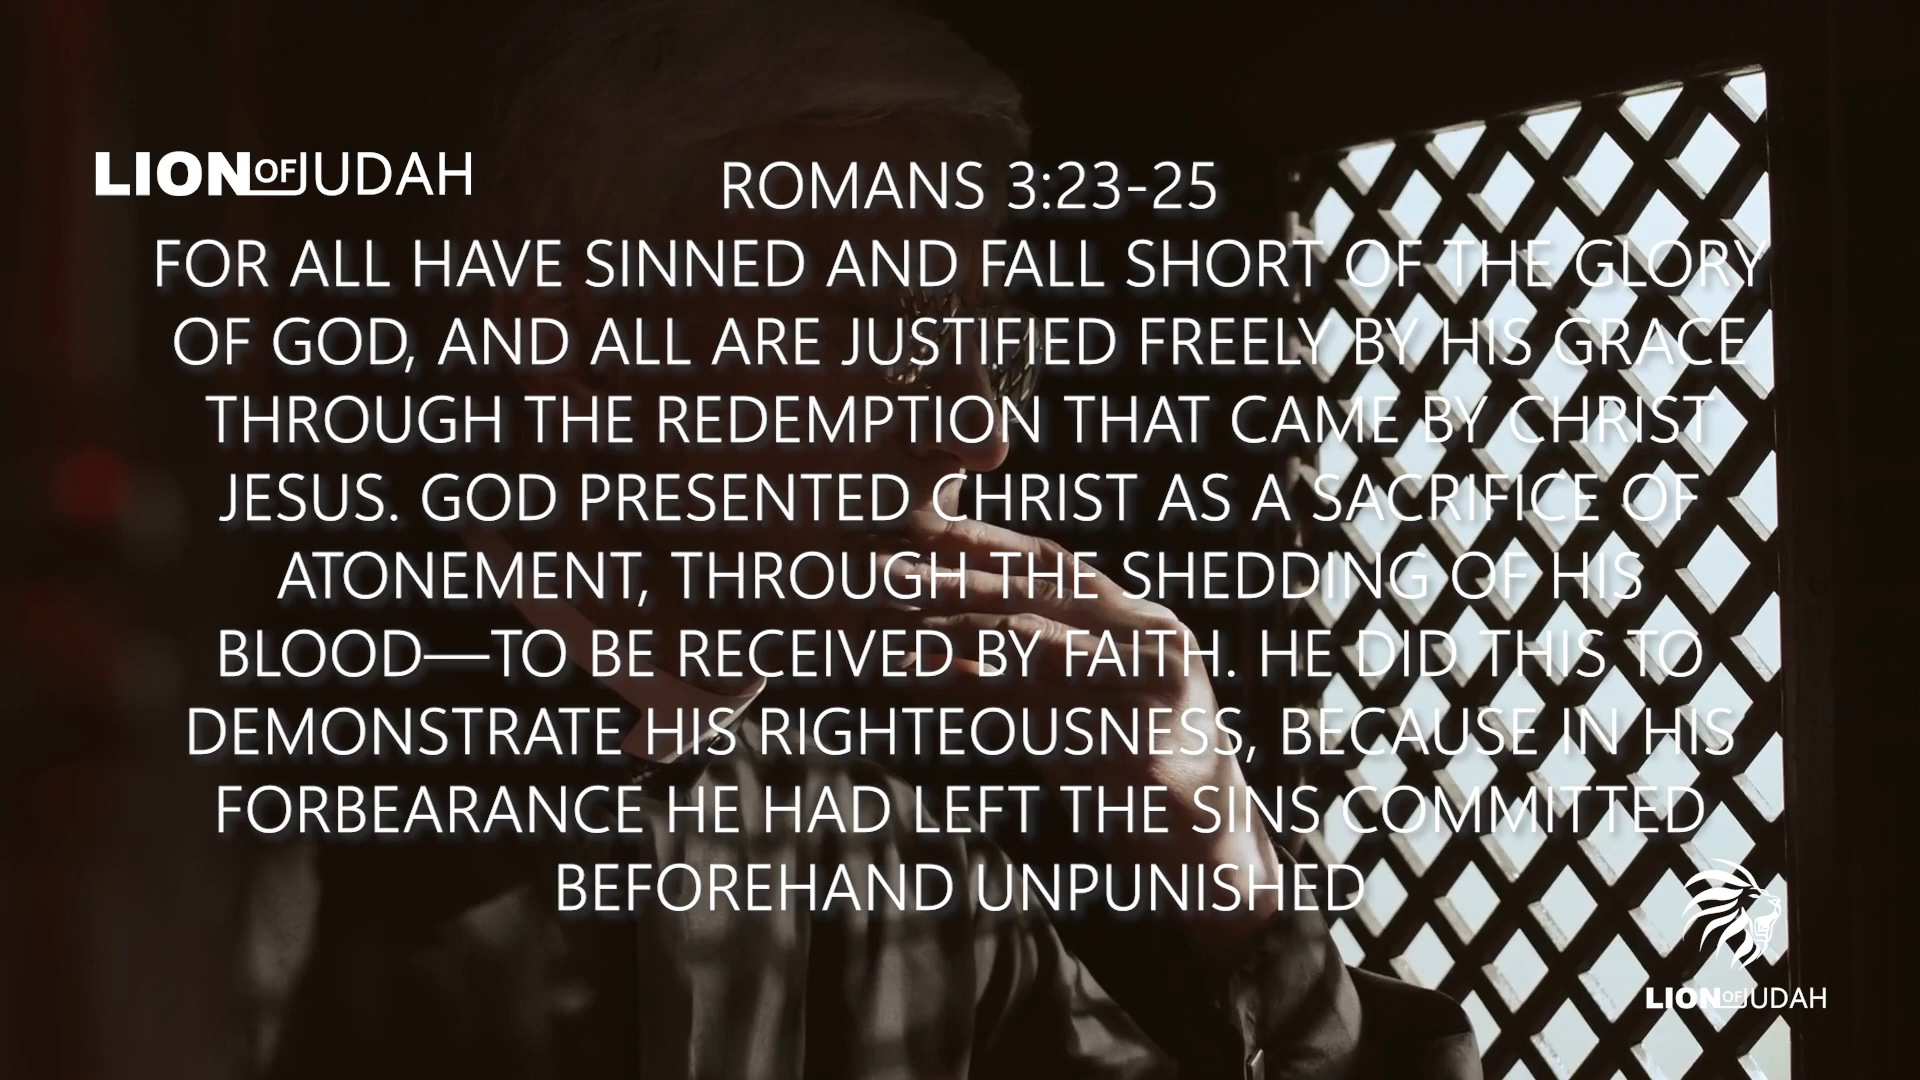 LION OF JUDAH
ROMANS 3:23-25
FOR ALL HAVE SINNED AND FALL SHORT OF THE GLORY
OF GOD, AND ALL ARE JUSTIFIED FREELY BY HIS GRACE
THROUGH THE REDEMPTION THAT CAME BY CHRIST
JESUS. GOD PRESENTED CHRIST AS A SACRIFICE OF
ATONEMENT, THROUGH THE SHEDDING OF HIS
BLOOD—TO BE RECEIVED BY FAITH. HE DID THIS TO
DEMONSTRATE HIS RIGHTEOUSNESS, BECAUSE IN HIS
FORBEARANCE HE HAD LEFT THE SINS COMMITTED
BEFOREHAND UNPUNISHED
LION OF JUDAH